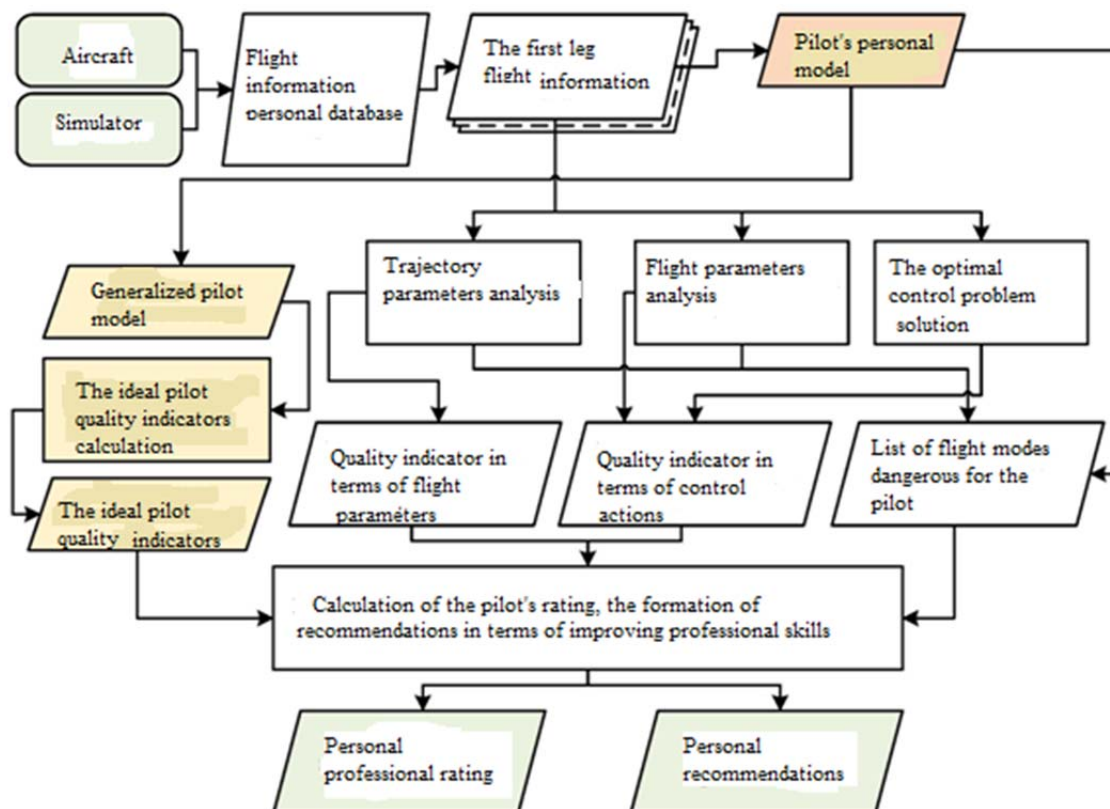 Aircraft
Simulator
Flight
information
personal database
The first leg
flight information
Pilot's personal
model
Trajectory
parameters analysis
Flight parameters
analysis
The optimal
control problem
solution
Generalized pilot
model
The ideal pilot
quality indicators
calculation
The ideal pilot
quality indicators
Quality indicator in
terms of flight
parameters
Quality indicator in
terms of control
actions
List of flight modes
dangerous for the
pilot
Calculation of the pilot's rating, the formation of
recommendations in terms of improving professional skills
Personal
professional rating
Personal
recommendations